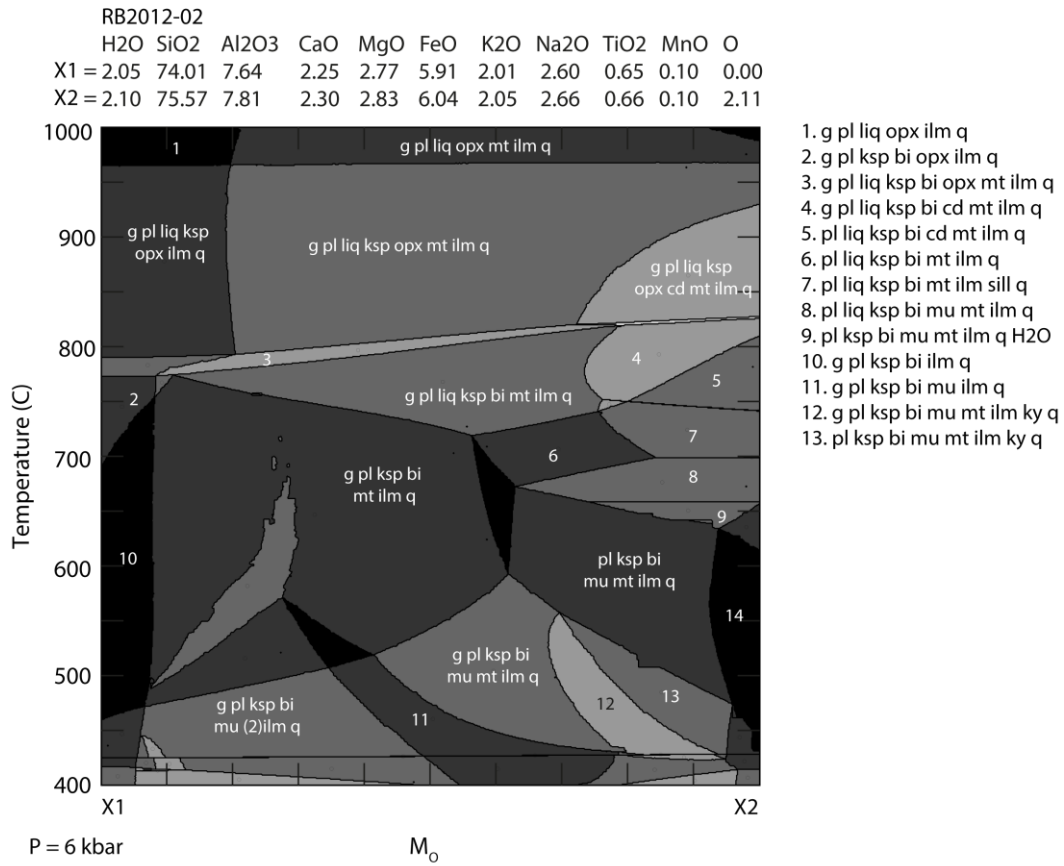 RB2012-02
H2O SiO2 Al2O3 CaO MgO FeO K2O Na2O TiO2 MnO O
X1 = 2.05 74.01 7.64 2.25 2.77 5.91 2.01 2.60 0.65 0.10 0.00
X2 = 2.10 75.57 7.81 2.30 2.83 6.04 2.05 2.66 0.66 0.10 2.11
1000
900
800
700
600
500
400
Temperature (C)
1
g pl liq opx mt ilm q
g pl liq ksp
opx ilm q
g pl liq ksp opx mt ilm q
g pl liq ksp
opx cd mt ilm q
3
4
2
g pl liq ksp bi mt ilm q
5
6
7
g pl ksp bi
mt ilm q
8
9
10
pl ksp bi
mu mt ilm q
14
g pl ksp bi
mu mt ilm q
g pl ksp bi
mu (2)ilm q
11
12
13
X1
X2
P = 6 kbar
Mo
1. g pl liq opx ilm q
2. g pl ksp bi opx ilm q
3. g pl liq ksp bi opx mt ilm q
4. g pl liq ksp bi cd mt ilm q
5. pl liq ksp bi cd mt ilm q
6. pl liq ksp bi mt ilm q
7. pl liq ksp bi mt ilm sill q
8. pl liq ksp bi mu mt ilm q
9. pl ksp bi mu mt ilm q H2O
10. g pl ksp bi ilm q
11. g pl ksp bi mu ilm q
12. g pl ksp bi mu mt ilm ky q
13. pl ksp bi mu mt ilm ky q